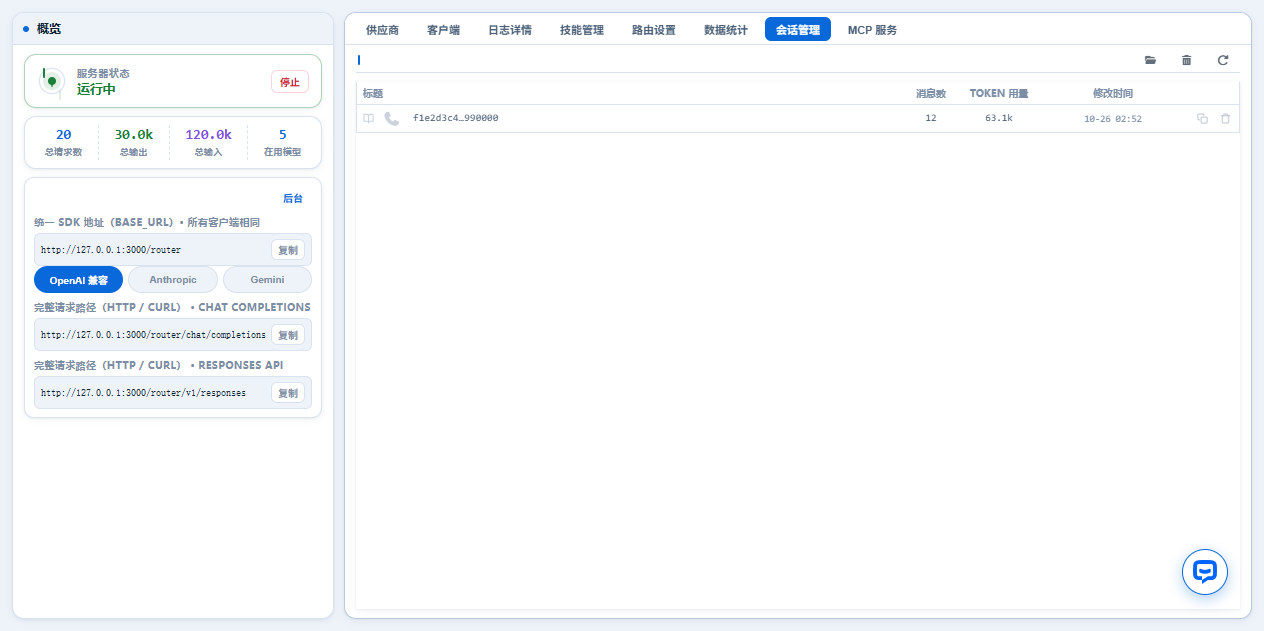 概览
服务器状态
运行中
停止
20 30.0k 120.0k 5
总请求数 总输出 总输入 在用模型
后台
统一 SDK 地址（BASE_URL）• 所有客户端相同
http://127.0.0.1:3000/router 复制
OpenAI 兼容 Anthropic Gemini
完整请求路径（HTTP / CURL） • CHAT COMPLETIONS
http://127.0.0.1:3000/router/chat/completions 复制
完整请求路径（HTTP / CURL） • RESPONSES API
http://127.0.0.1:3000/router/v1/responses 复制
供应商 客户端 日志详情 技能管理 路由设置 数据统计 会话管理 MCP 服务
标题 消息数 TOKEN 用量 修改时间
f1e2d3c4…990000 12 63.1k 10-26 02:52